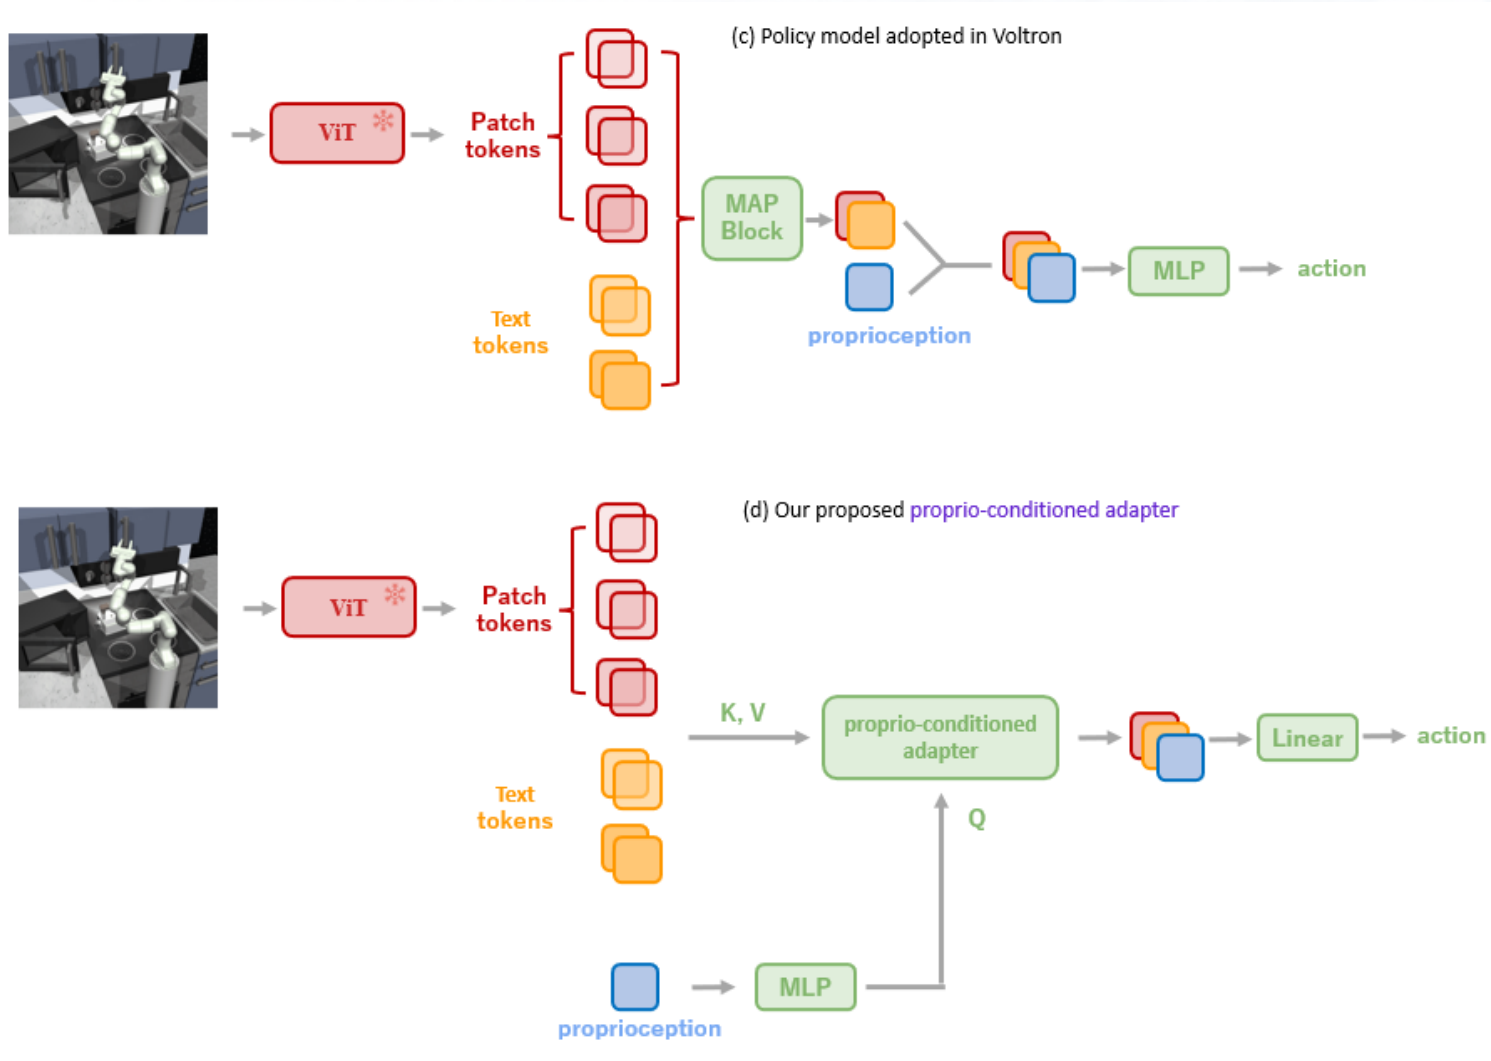 (c) Policy model adopted in Voltron
ViT
Patch
tokens
MAP
Block
MLP
action
Text
tokens
proprioception
(d) Our proposed proprio-conditioned adapter
ViT
Patch
tokens
K, V
proprio-conditioned
adapter
Linear
action
Text
tokens
Q
MLP
proprioception